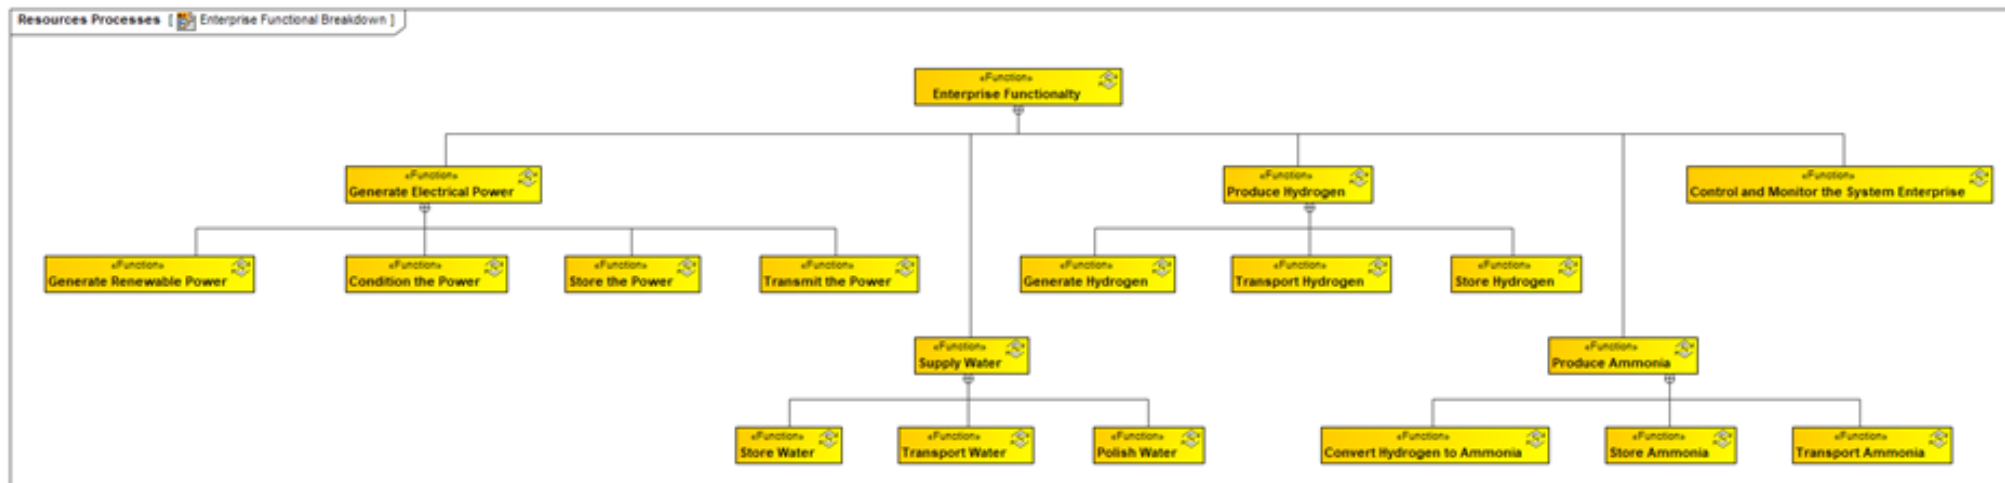 Resources Processes [ Enterprise Functional Breakdown ]
«Function»
Enterprise Functionalty
«Function»
Generate Electrical Power
«Function»
Produce Hydrogen
«Function»
Control and Monitor the System Enterprise
«Function»
Generate Renewable Power
«Function»
Condition the Power
«Function»
Store the Power
«Function»
Transmit the Power
«Function»
Generate Hydrogen
«Function»
Transport Hydrogen
«Function»
Store Hydrogen
«Function»
Supply Water
«Function»
Produce Ammonia
«Function»
Store Water
«Function»
Transport Water
«Function»
Polish Water
«Function»
Convert Hydrogen to Ammonia
«Function»
Store Ammonia
«Function»
Transport Ammonia